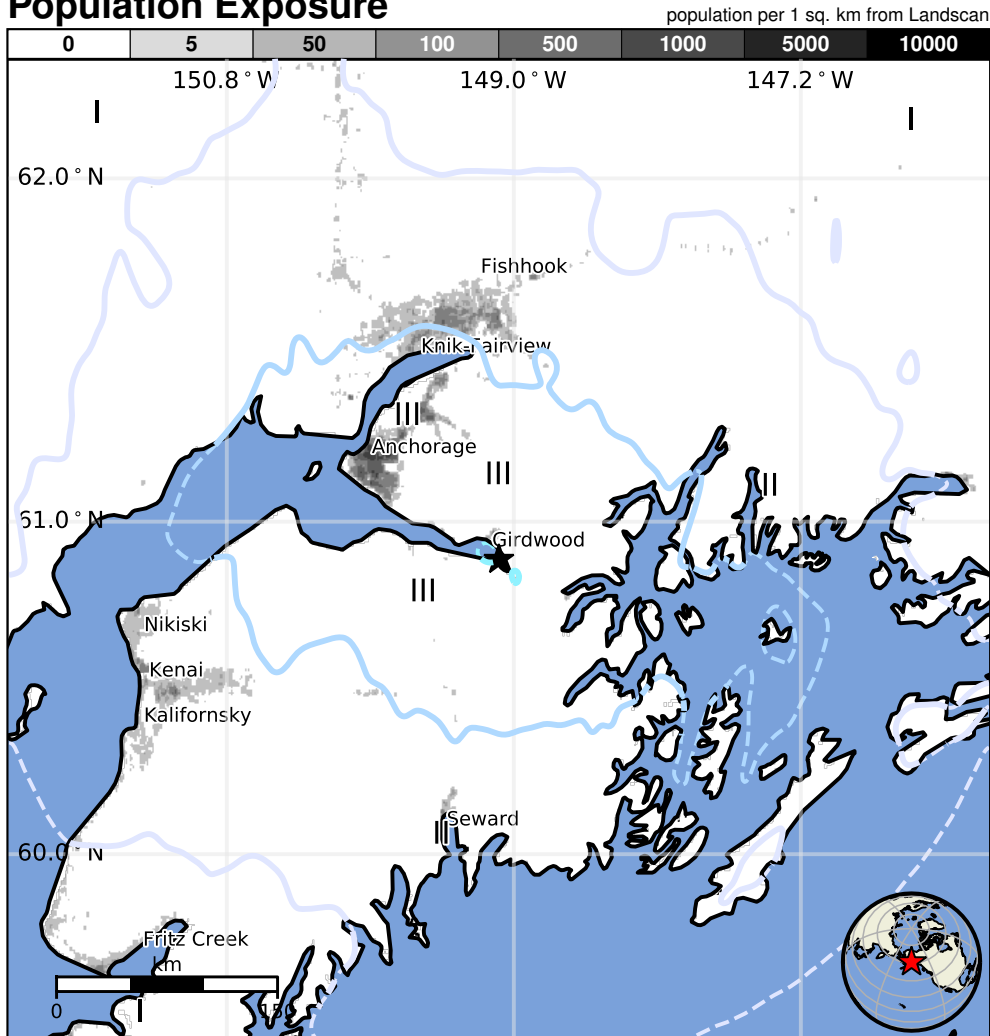 Population Exposure
population per 1 sq. km from Landscan
0 5 50 100 500 1000 5000 10000
150.8°W 149.0°W 147.2°W
I I
62.0°N
Fishhook
Knik-Fairview
III
Anchorage
III
II
61.0°N
Girdwood
III
Nikiski
Kenai
Kalifornsky
Seward
II
60.0°N
Fritz Creek
km
0 150
I